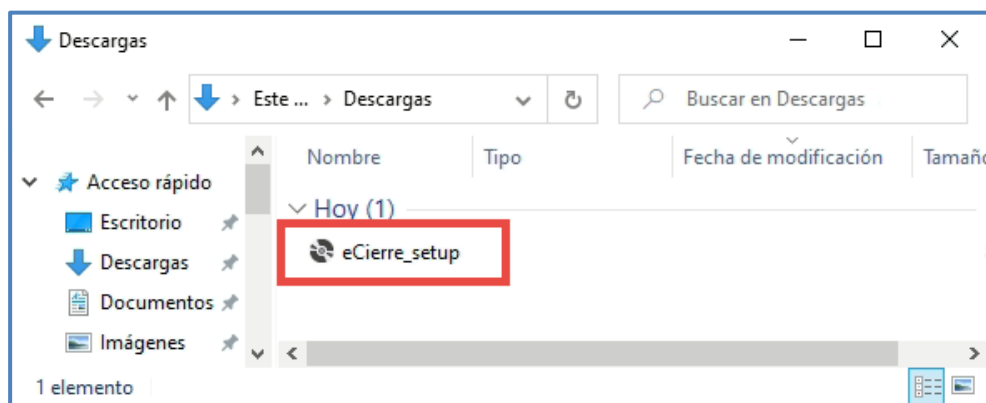 Descargas
Este ... > Descargas
Buscar en Descargas
Nombre Tipo Fecha de modificación Tamaño
Acceso rápido
Hoy (1)
Escritorio
eCierre_setup
Descargas
Documentos
Imágenes
1 elemento